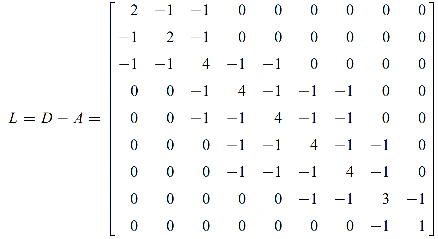 2 −1 −1 0 0 0 0 0 0
−1 2 −1 0 0 0 0 0 0
−1 −1 4 −1 −1 0 0 0 0
0 0 −1 4 −1 −1 −1 0 0
L = D − A = 0 0 −1 −1 4 −1 −1 0 0
0 0 0 −1 −1 4 −1 −1 0
0 0 0 −1 −1 −1 4 −1 0
0 0 0 0 0 −1 −1 3 −1
0 0 0 0 0 0 0 −1 1